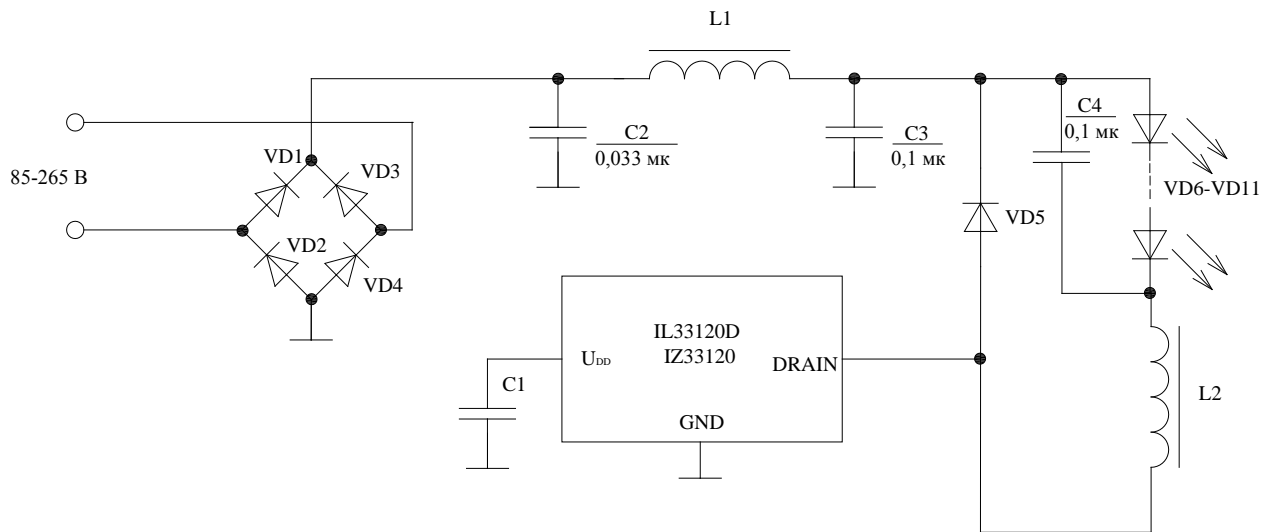 L1
C2
0,033 мк
C3
0,1 мк
C4
0,1 мк
VD1
VD3
85-265 В
VD6-VD11
VD5
VD2
VD4
IL33120D
IZ33120
UDD
DRAIN
C1
L2
GND